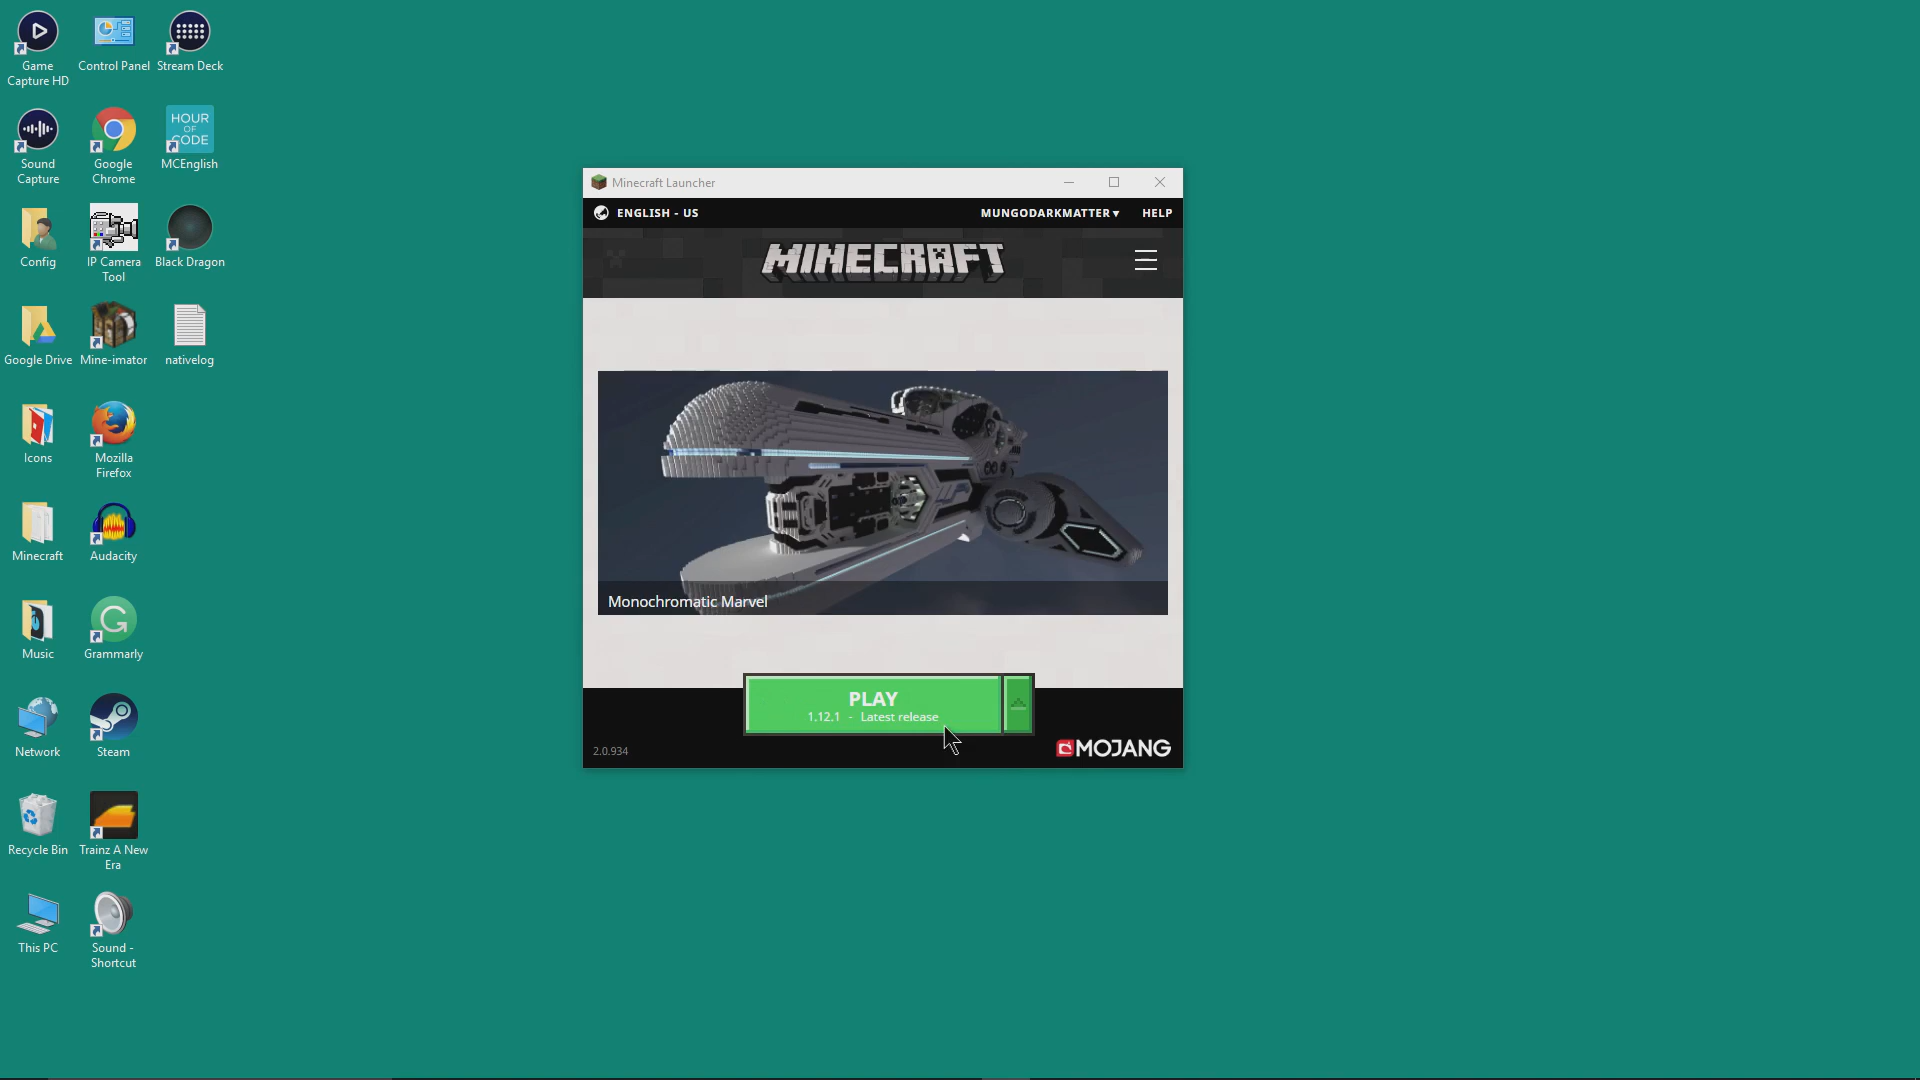 Game
Capture HD
Control Panel
Stream Deck
Sound
Capture
Google
Chrome
HOUR
OF
CODE
MCEnglish
Config
IP Camera
Tool
Black Dragon
Google Drive
Mine-imator
nativelog
Icons
Mozilla
Firefox
Minecraft
Audacity
Music
Grammarly
Network
Steam
Recycle Bin
Trainz A New
Era
This PC
Sound -
Shortcut
Minecraft Launcher
ENGLISH - US
MUNGODARKMATTER▾
HELP
MINECRAFT
Monochromatic Marvel
PLAY
1.12.1 - Latest release
2.0.934
MOJANG